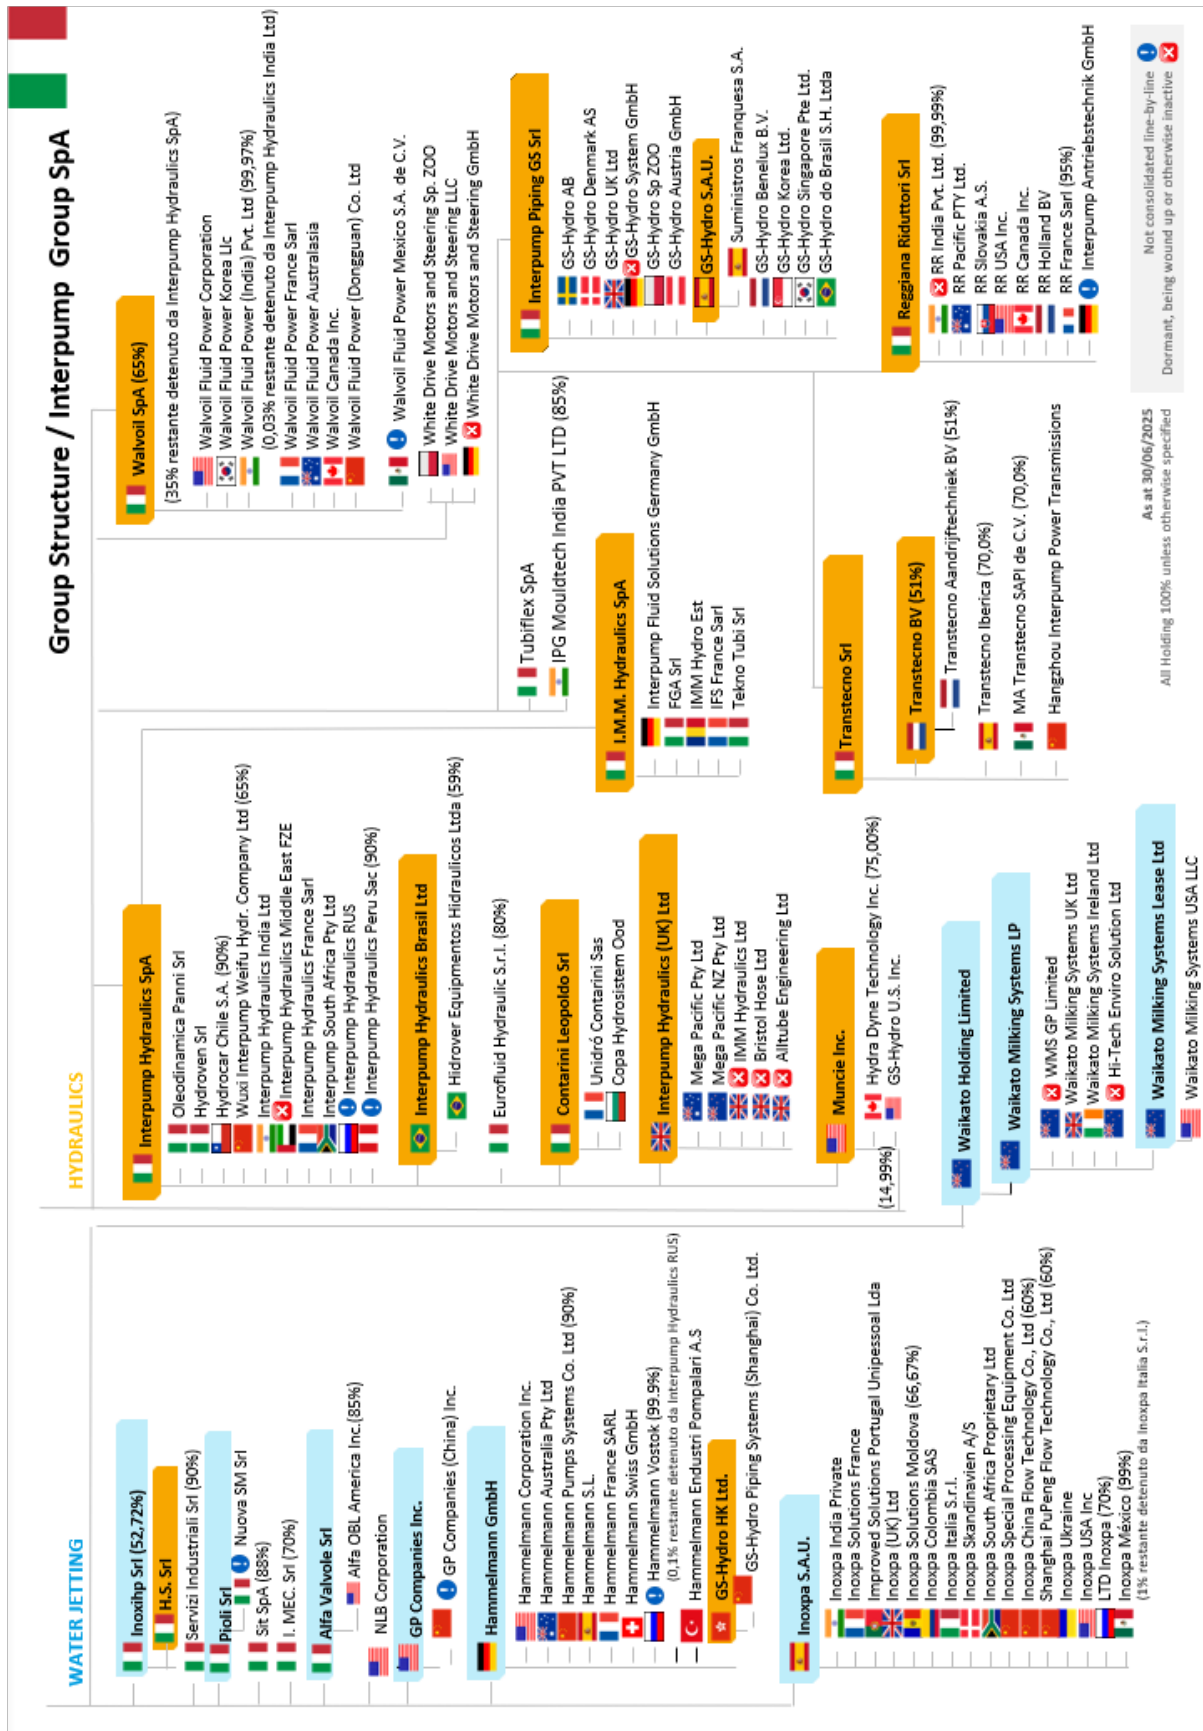 Group Structure / Interpump Group SpA
WATER JETTING
Inoxihp Srl (52,72%)
H.S. Srl
Servizi Industriali Srl (90%)
Pioli Srl
Nuova SM Srl
Sit SpA (88%)
I. MEC. Srl (70%)
Alfa Valvole Srl
Alfa OBL America Inc.(85%)
NLB Corporation
GP Companies Inc.
GP Companies (China) Inc.
Hammelmann GmbH
Hammelmann Corporation Inc.
Hammelmann Australia Pty Ltd
Hammelmann Pumps Systems Co. Ltd (90%)
Hammelmann S.L.
Hammelmann France SARL
Hammelmann Swiss GmbH
Hammelmann Vostok (99.9%)
(0,1% restante detenuto da Interpump Hydraulics RUS)
Hammelmann Endustri Pompalari A.S
GS-Hydro HK Ltd.
GS-Hydro Piping Systems (Shanghai) Co. Ltd.
Inoxpa S.A.U.
Inoxpa India Private
Inoxpa Solutions France
Improved Solutions Portugal Unipessoal Lda
Inoxpa (UK) Ltd
Inoxpa Solutions Moldova (66,67%)
Inoxpa Colombia SAS
Inoxpa Italia S.r.l.
Inoxpa Skandinavien A/S
Inoxpa South Africa Proprietary Ltd
Inoxpa Special Processing Equipment Co. Ltd
Inoxpa China Flow Technology Co., Ltd (60%)
Shanghai PuPeng Flow Technology Co., Ltd (60%)
Inoxpa Ukraine
Inoxpa USA Inc
LTD Inoxpa (70%)
Inoxpa México (99%)
(1% restante detenuto da Inoxpa Italia S.r.l.)
Waikato Holding Limited
Waikato Milking Systems LP
WMS GP Limited
Waikato Milking Systems UK Ltd
Waikato Milking Systems Ireland Ltd
Hi-Tech Enviro Solution Ltd
Waikato Milking Systems Lease Ltd
Waikato Milking Systems USA LLC
HYDRAULICS
Interpump Hydraulics SpA
Oleodinamica Panni Srl
Hydroven Srl
Hydrocar Chile S.A. (90%)
Wuxi Interpump Weifu Hydr. Company Ltd (65%)
Interpump Hydraulics India Ltd
Interpump Hydraulics Middle East FZE
Interpump Hydraulics France Sarl
Interpump South Africa Pty Ltd
Interpump Hydraulics RUS
Interpump Hydraulics Peru Sac (90%)
Interpump Hydraulics Brasil Ltd
Hidrover Equipmentos Hidraulicos Ltda (59%)
Eurofluid Hydraulic S.r.l. (80%)
Contarini Leopoldo Srl
Unidró Contarini Sas
Copa Hydrosistem Ood
Interpump Hydraulics (UK) Ltd
Mega Pacific Pty Ltd
Mega Pacific NZ Pty Ltd
IMM Hydraulics Ltd
Bristol Hose Ltd
Alltube Engineering Ltd
Muncie Inc.
Hydra Dyne Technology Inc. (75,00%)
GS-Hydro U.S. Inc.
(14,99%)
Tubiflex SpA
IPG Mouldtech India PVT LTD (85%)
I.M.M. Hydraulics SpA
Interpump Fluid Solutions Germany GmbH
FGA Srl
IMM Hydro Est
IFS France Sarl
Tekno Tubi Srl
Transtecno Srl
Transtecno BV (51%)
Transtecno Aandrijftechniek BV (51%)
Transtecno Iberica (70,0%)
MA Transtecno SAPI de C.V. (70,0%)
Hangzhou Interpump Power Transmissions
Walvoil SpA (65%)
(35% restante detenuto da Interpump Hydraulics SpA)
Walvoil Fluid Power Corporation
Walvoil Fluid Power Korea Llc
Walvoil Fluid Power (India) Pvt. Ltd (99,97%)
(0,03% restante detenuto da Interpump Hydraulics India Ltd)
Walvoil Fluid Power France Sarl
Walvoil Fluid Power Australasia
Walvoil Canada Inc.
Walvoil Fluid Power (Dongguan) Co. Ltd
Walvoil Fluid Power Mexico S.A. de C.V.
White Drive Motors and Steering Sp. ZOO
White Drive Motors and Steering LLC
White Drive Motors and Steering GmbH
Interpump Piping GS Srl
GS-Hydro AB
GS-Hydro Denmark AS
GS-Hydro UK Ltd
GS-Hydro System GmbH
GS-Hydro Sp ZOO
GS-Hydro Austria GmbH
GS-Hydro S.A.U.
Suministros Franquesa S.A.
GS-Hydro Benelux B.V.
GS-Hydro Korea Ltd.
GS-Hydro Singapore Pte Ltd.
GS-Hydro do Brasil S.H. Ltda
Reggiana Riduttori Srl
RR India Pvt. Ltd. (99,99%)
RR Pacific PTY Ltd.
RR Slovakia A.S.
RR USA Inc.
RR Canada Inc.
RR Holland BV
RR France Sarl (95%)
Interpump Antriebstechnik GmbH
As at 30/06/2025
All Holding 100% unless otherwise specified
Not consolidated line-by-line
Dormant, being wound up or otherwise inactive